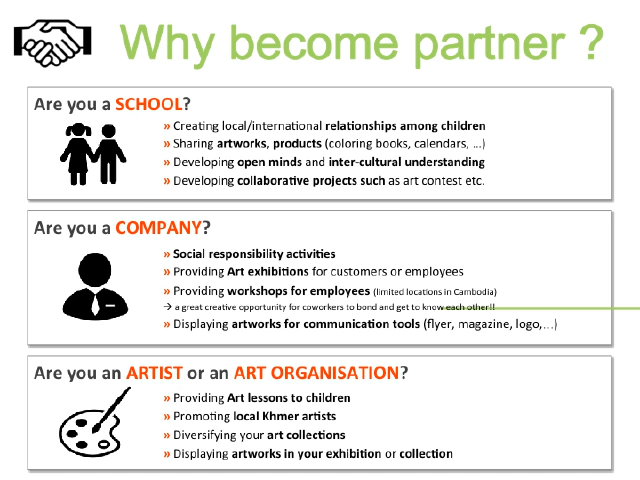 Why become partner ?
Are you a SCHOOL?
» Creating local/international relationships among children
» Sharing artworks, products (coloring books, calendars, ...)
» Developing open minds and inter-cultural understanding
» Developing collaborative projects such as art contest etc.
Are you a COMPANY?
» Social responsibility activities
» Providing Art exhibitions for customers or employees
» Providing workshops for employees (limited locations in Cambodia)
→ a great creative opportunity for coworkers to bond and get to know each other!!
» Displaying artworks for communication tools (flyer, magazine, logo,...)
Are you an ARTIST or an ART ORGANISATION?
» Providing Art lessons to children
» Promoting local Khmer artists
» Diversifying your art collections
» Displaying artworks in your exhibition or collection